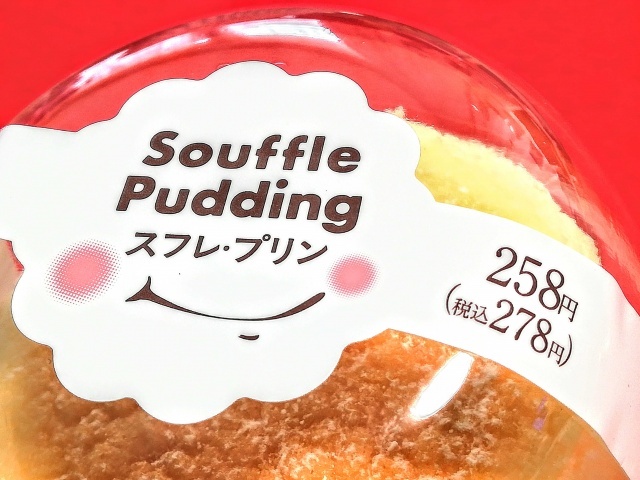 Souffle
Pudding
スフレ・プリン
258円
(税込278円)